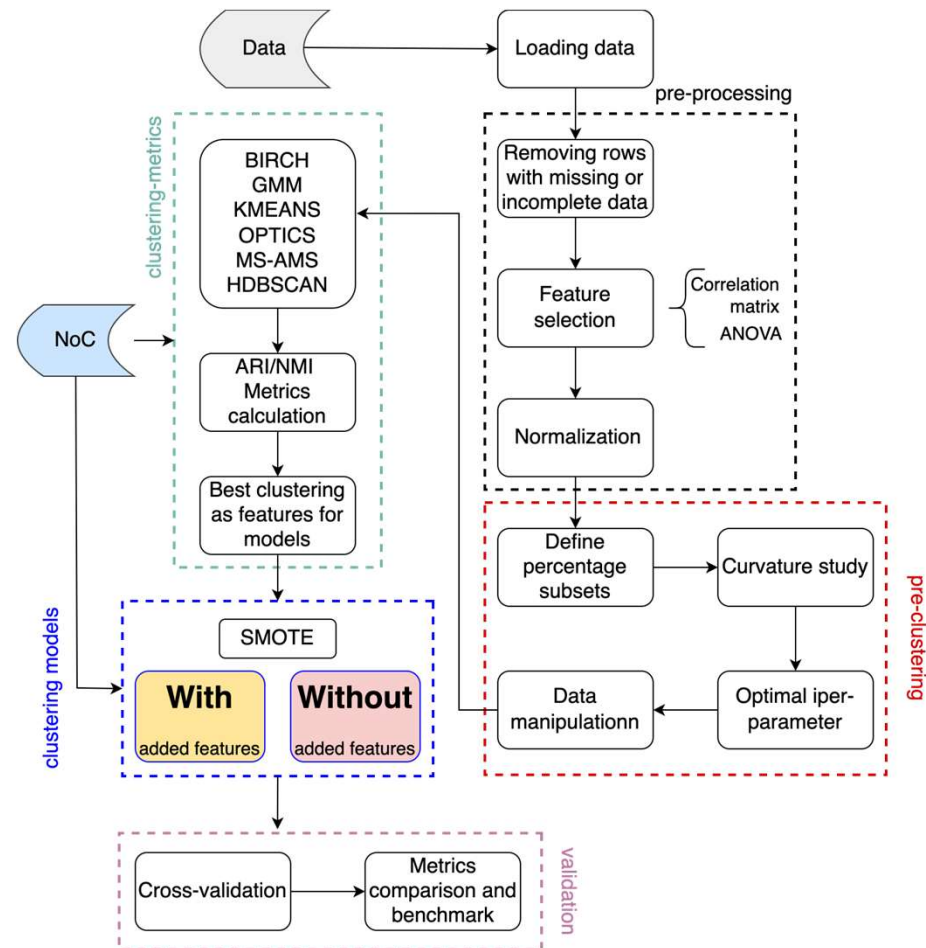 Data
Loading data
pre-processing
Removing rows
with missing or
incomplete data
Feature
selection
Correlation
matrix
ANOVA
Normalization
pre-clustering
Define
percentage
subsets
Curvature study
Optimal iper-
parameter
Data
manipulationn
clustering-metrics
BIRCH
GMM
KMEANS
OPTICS
MS-AMS
HDBSCAN
NoC
ARI/NMI
Metrics
calculation
Best clustering
as features for
models
clustering models
SMOTE
With
added features
Without
added features
validation
Cross-validation
Metrics
comparison and
benchmark